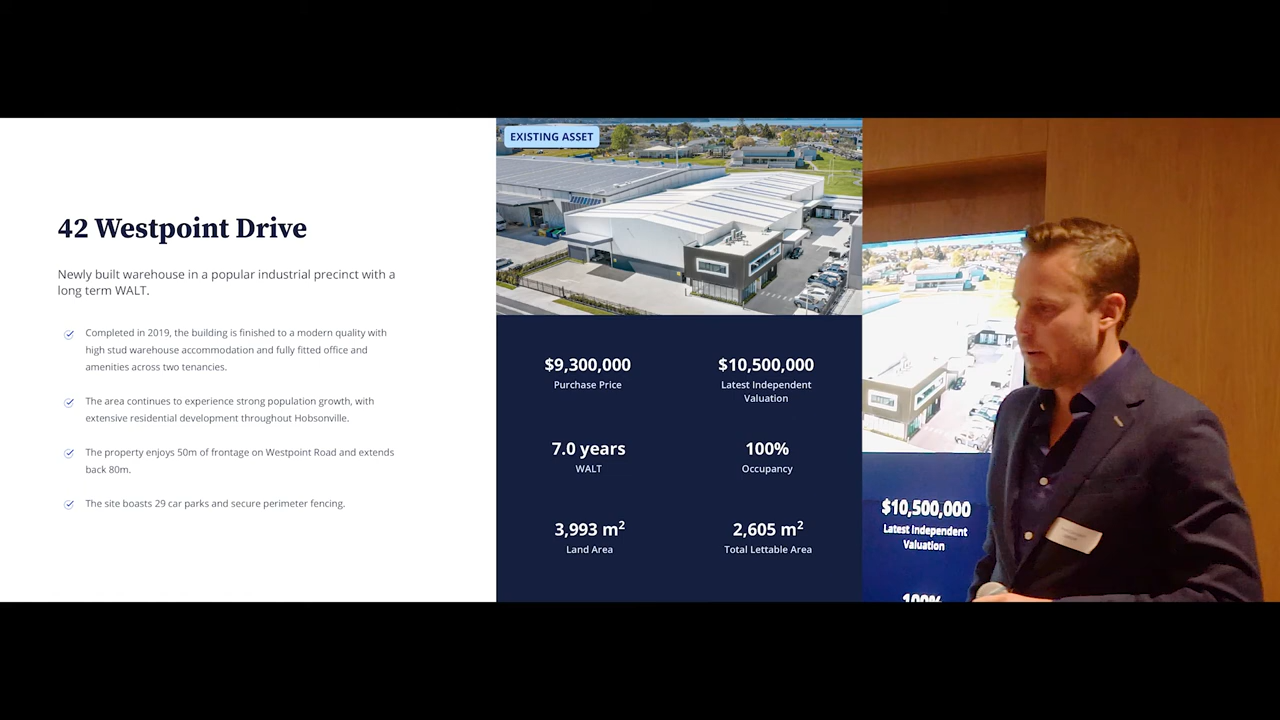 42 Westpoint Drive
Newly built warehouse in a popular industrial precinct with a
long term WALT.
Completed in 2019, the building is finished to a modern quality with
high stud warehouse accommodation and fully fitted office and
amenities across two tenancies.
The area continues to experience strong population growth, with
extensive residential development throughout Hobsonville.
The property enjoys 50m of frontage on Westpoint Road and extends
back 80m.
The site boasts 29 car parks and secure perimeter fencing.
EXISTING ASSET
$9,300,000
Purchase Price
$10,500,000
Latest Independent
Valuation
7.0 years
WALT
100%
Occupancy
3,993 m²
Land Area
2,605 m²
Total Lettable Area
$10,500,000
Latest Independent
Valuation
100%